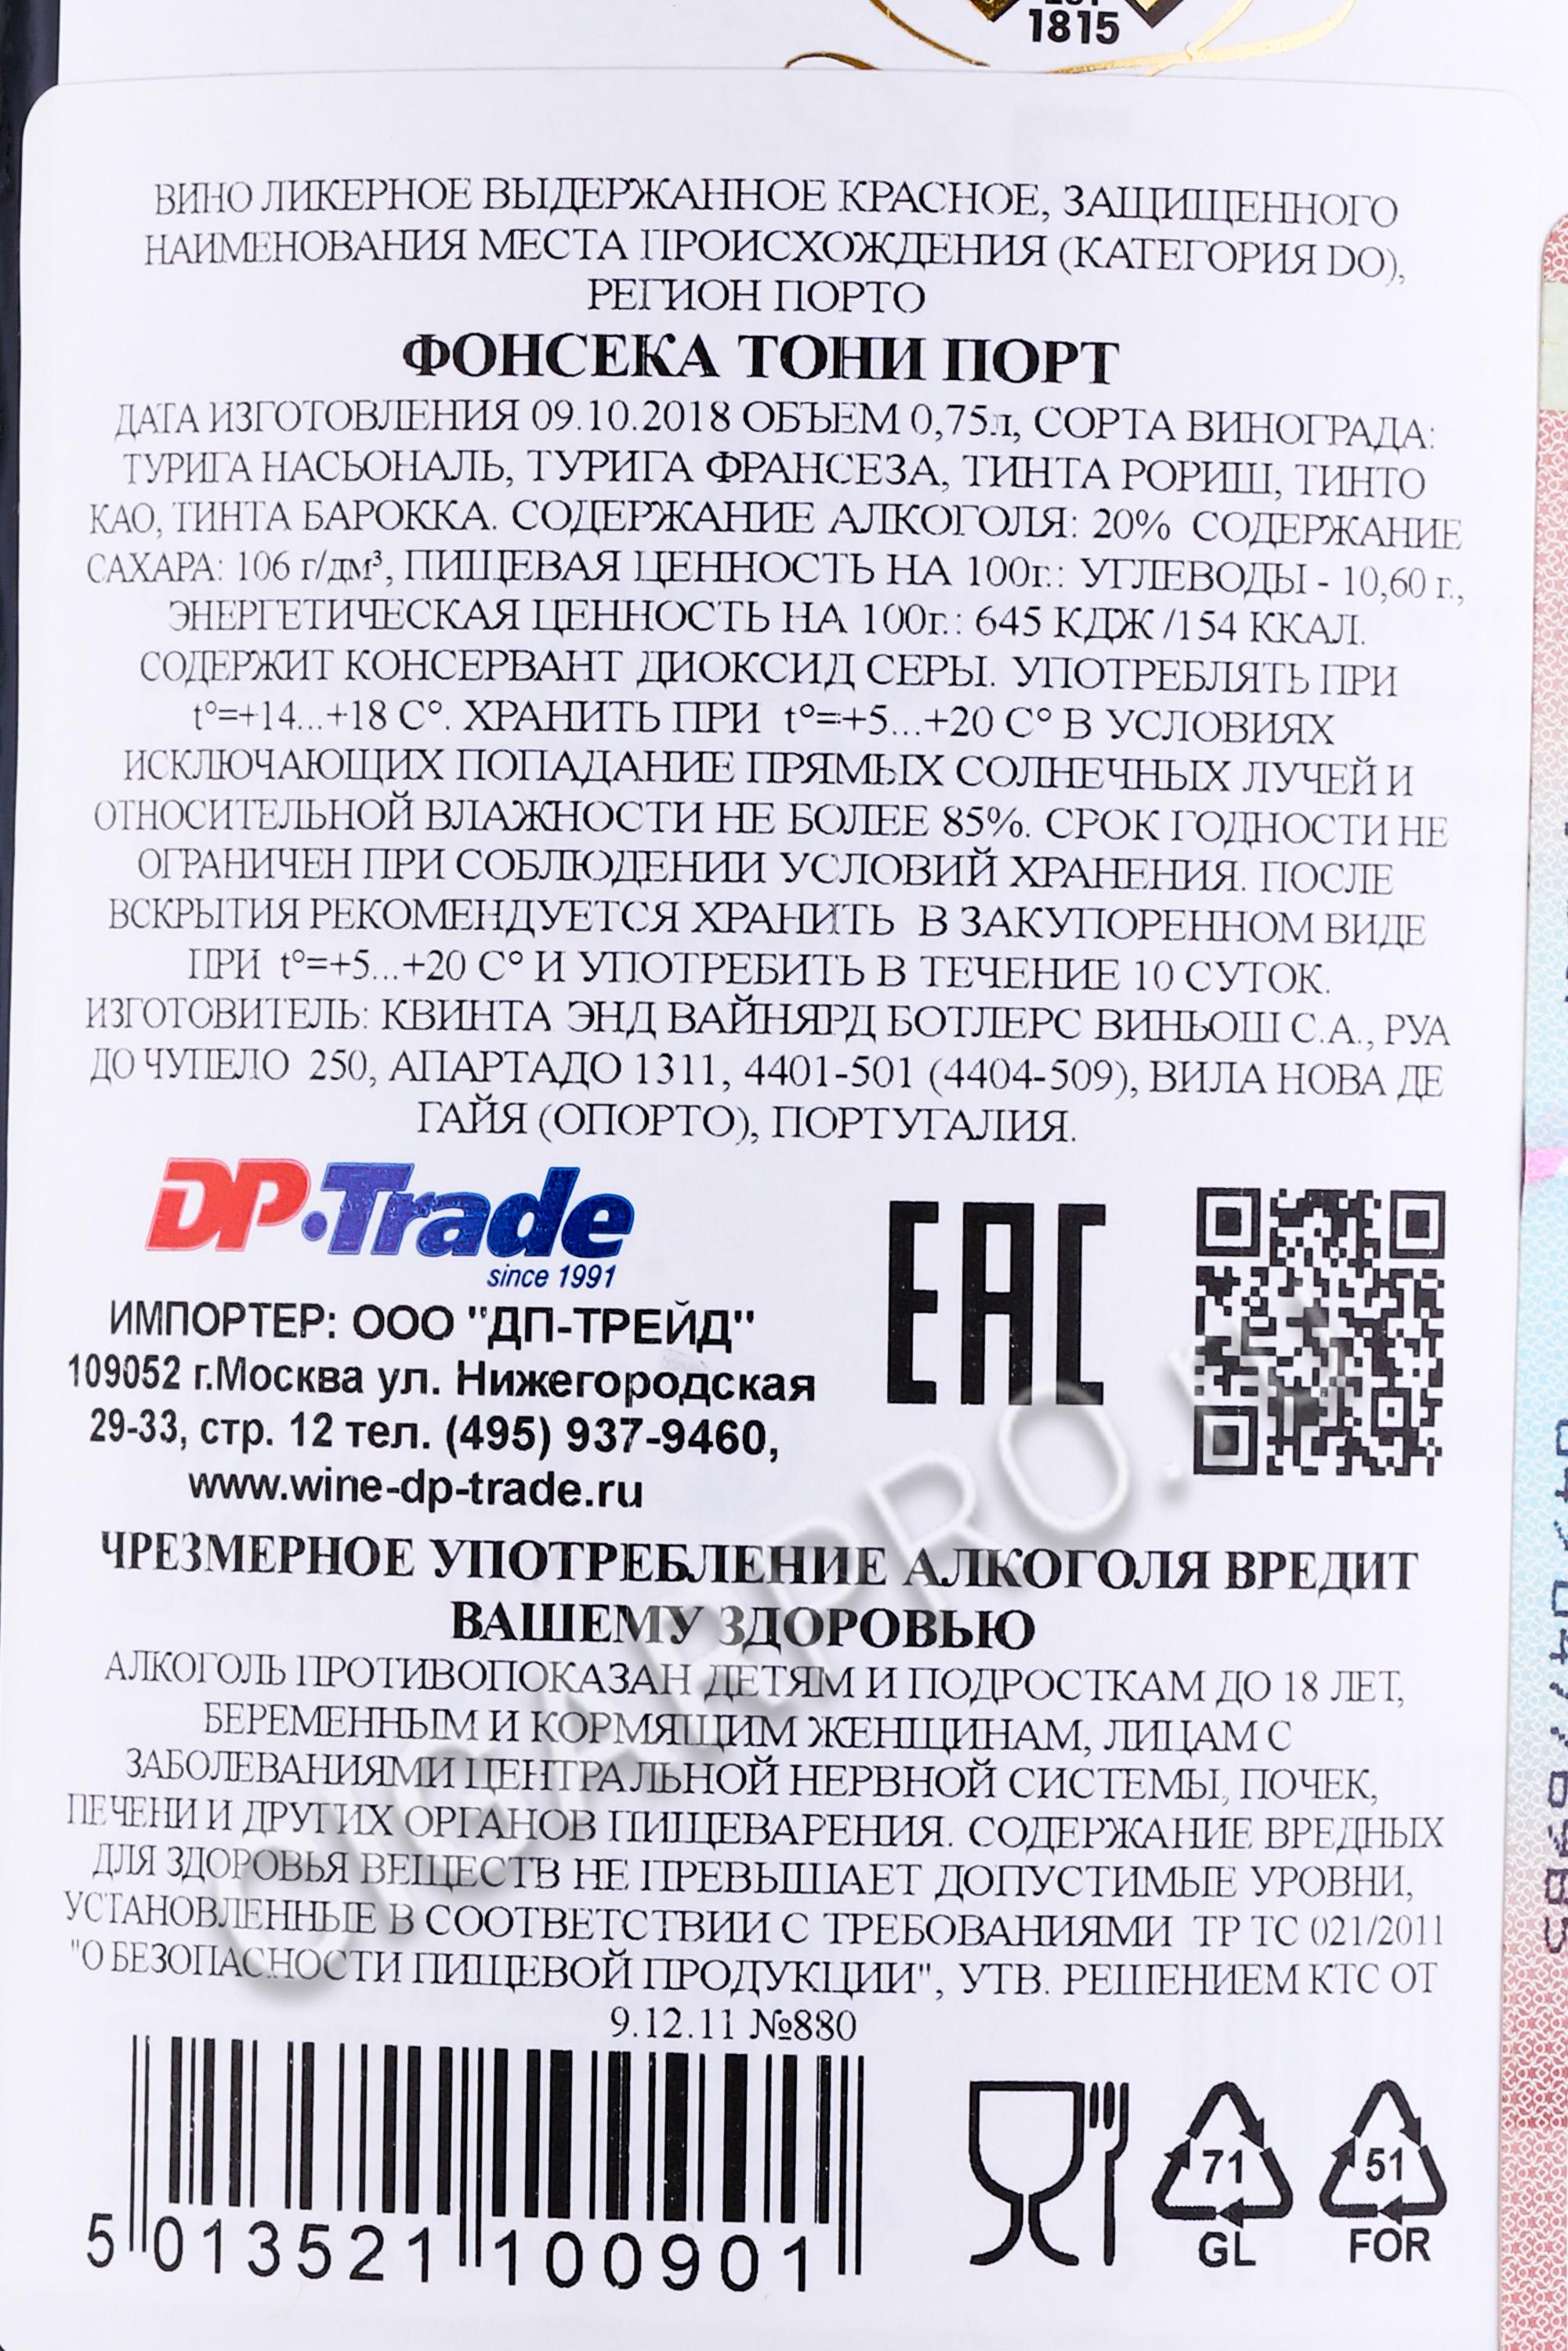 1815
ВИНО ЛИКЕРНОЕ ВЫДЕРЖАННОЕ КРАСНОЕ, ЗАЩИЩЕННОГО
НАИМЕНОВАНИЯ МЕСТА ПРОИСХОЖДЕНИЯ (КАТЕГОРИЯ DO),
РЕГИОН ПОРТО
ФОНСЕКА ТОНИ ПОРТ
ДАТА ИЗГОТОВЛЕНИЯ 09.10.2018 ОБЪЕМ 0,75л, СОРТА ВИНОГРАДА:
ТУРИГА НАСЬОНАЛЬ, ТУРИГА ФРАНСЕЗА, ТИНТА РОРИШ, ТИНТО
КАО, ТИНТА БАРОККА. СОДЕРЖАНИЕ АЛКОГОЛЯ: 20% СОДЕРЖАНИЕ
САХАРА: 106 г/дм³, ПИЩЕВАЯ ЦЕННОСТЬ НА 100г.: УГЛЕВОДЫ - 10,60 г.,
ЭНЕРГЕТИЧЕСКАЯ ЦЕННОСТЬ НА 100г.: 645 КДЖ /154 ККАЛ.
СОДЕРЖИТ КОНСЕРВАНТ ДИОКСИД СЕРЫ. УПОТРЕБЛЯТЬ ПРИ
t°=+14...+18 С°. ХРАНИТЬ ПРИ t°=+5...+20 С° В УСЛОВИЯХ
ИСКЛЮЧАЮЩИХ ПОПАДАНИЕ ПРЯМЫХ СОЛНЕЧНЫХ ЛУЧЕЙ И
ОТНОСИТЕЛЬНОЙ ВЛАЖНОСТИ НЕ БОЛЕЕ 85%. СРОК ГОДНОСТИ НЕ
ОГРАНИЧЕН ПРИ СОБЛЮДЕНИИ УСЛОВИЙ ХРАНЕНИЯ. ПОСЛЕ
ВСКРЫТИЯ РЕКОМЕНДУЕТСЯ ХРАНИТЬ В ЗАКУПОРЕННОМ ВИДЕ
ПРИ t°=+5...+20 С° И УПОТРЕБИТЬ В ТЕЧЕНИЕ 10 СУТОК.
ИЗГОТОВИТЕЛЬ: КВИНТА ЭНД ВАЙНЯРД БОТЛЕРС ВИНЬОШ С.А., РУА
ДО ЧУПЕЛО 250, АПАРТАДО 1311, 4401-501 (4404-509), ВИЛА НОВА ДЕ
ГАЙЯ (ОПОРТО), ПОРТУГАЛИЯ.
DP·Trade
since 1991
EAC
ИМПОРТЕР: ООО "ДП-ТРЕЙД"
109052 г.Москва ул. Нижегородская
29-33, стр. 12 тел. (495) 937-9460,
www.wine-dp-trade.ru
ЧРЕЗМЕРНОЕ УПОТРЕБЛЕНИЕ АЛКОГОЛЯ ВРЕДИТ
ВАШЕМУ ЗДОРОВЬЮ
АЛКОГОЛЬ ПРОТИВОПОКАЗАН ДЕТЯМ И ПОДРОСТКАМ ДО 18 ЛЕТ,
БЕРЕМЕННЫМ И КОРМЯЩИМ ЖЕНЩИНАМ, ЛИЦАМ С
ЗАБОЛЕВАНИЯМИ ЦЕНТРАЛЬНОЙ НЕРВНОЙ СИСТЕМЫ, ПОЧЕК,
ПЕЧЕНИ И ДРУГИХ ОРГАНОВ ПИЩЕВАРЕНИЯ. СОДЕРЖАНИЕ ВРЕДНЫХ
ДЛЯ ЗДОРОВЬЯ ВЕЩЕСТВ НЕ ПРЕВЫШАЕТ ДОПУСТИМЫЕ УРОВНИ,
УСТАНОВЛЕННЫЕ В СООТВЕТСТВИИ С ТРЕБОВАНИЯМИ ТР ТС 021/2011
"О БЕЗОПАСНОСТИ ПИЩЕВОЙ ПРОДУКЦИИ", УТВ. РЕШЕНИЕМ КТС ОТ
9.12.11 №880
5 013521 100901
71
GL
51
FOR
CIGARPRO.ru